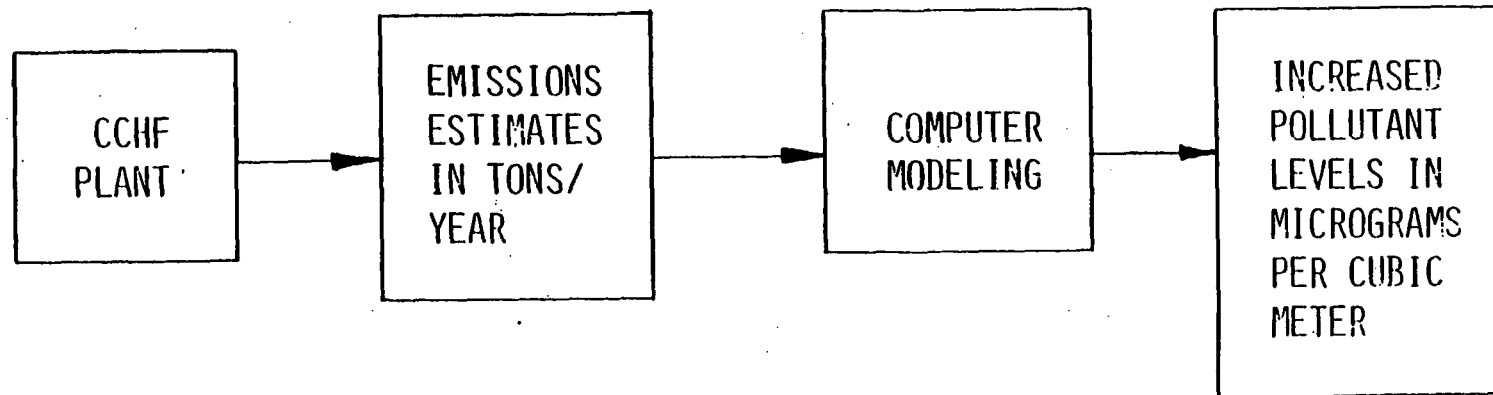 CCHF
PLANT
EMISSIONS
ESTIMATES
IN TONS/
YEAR
COMPUTER
MODELING
INCREASED
POLLUTANT
LEVELS IN
MICROGRAMS
PER CUBIC
METER